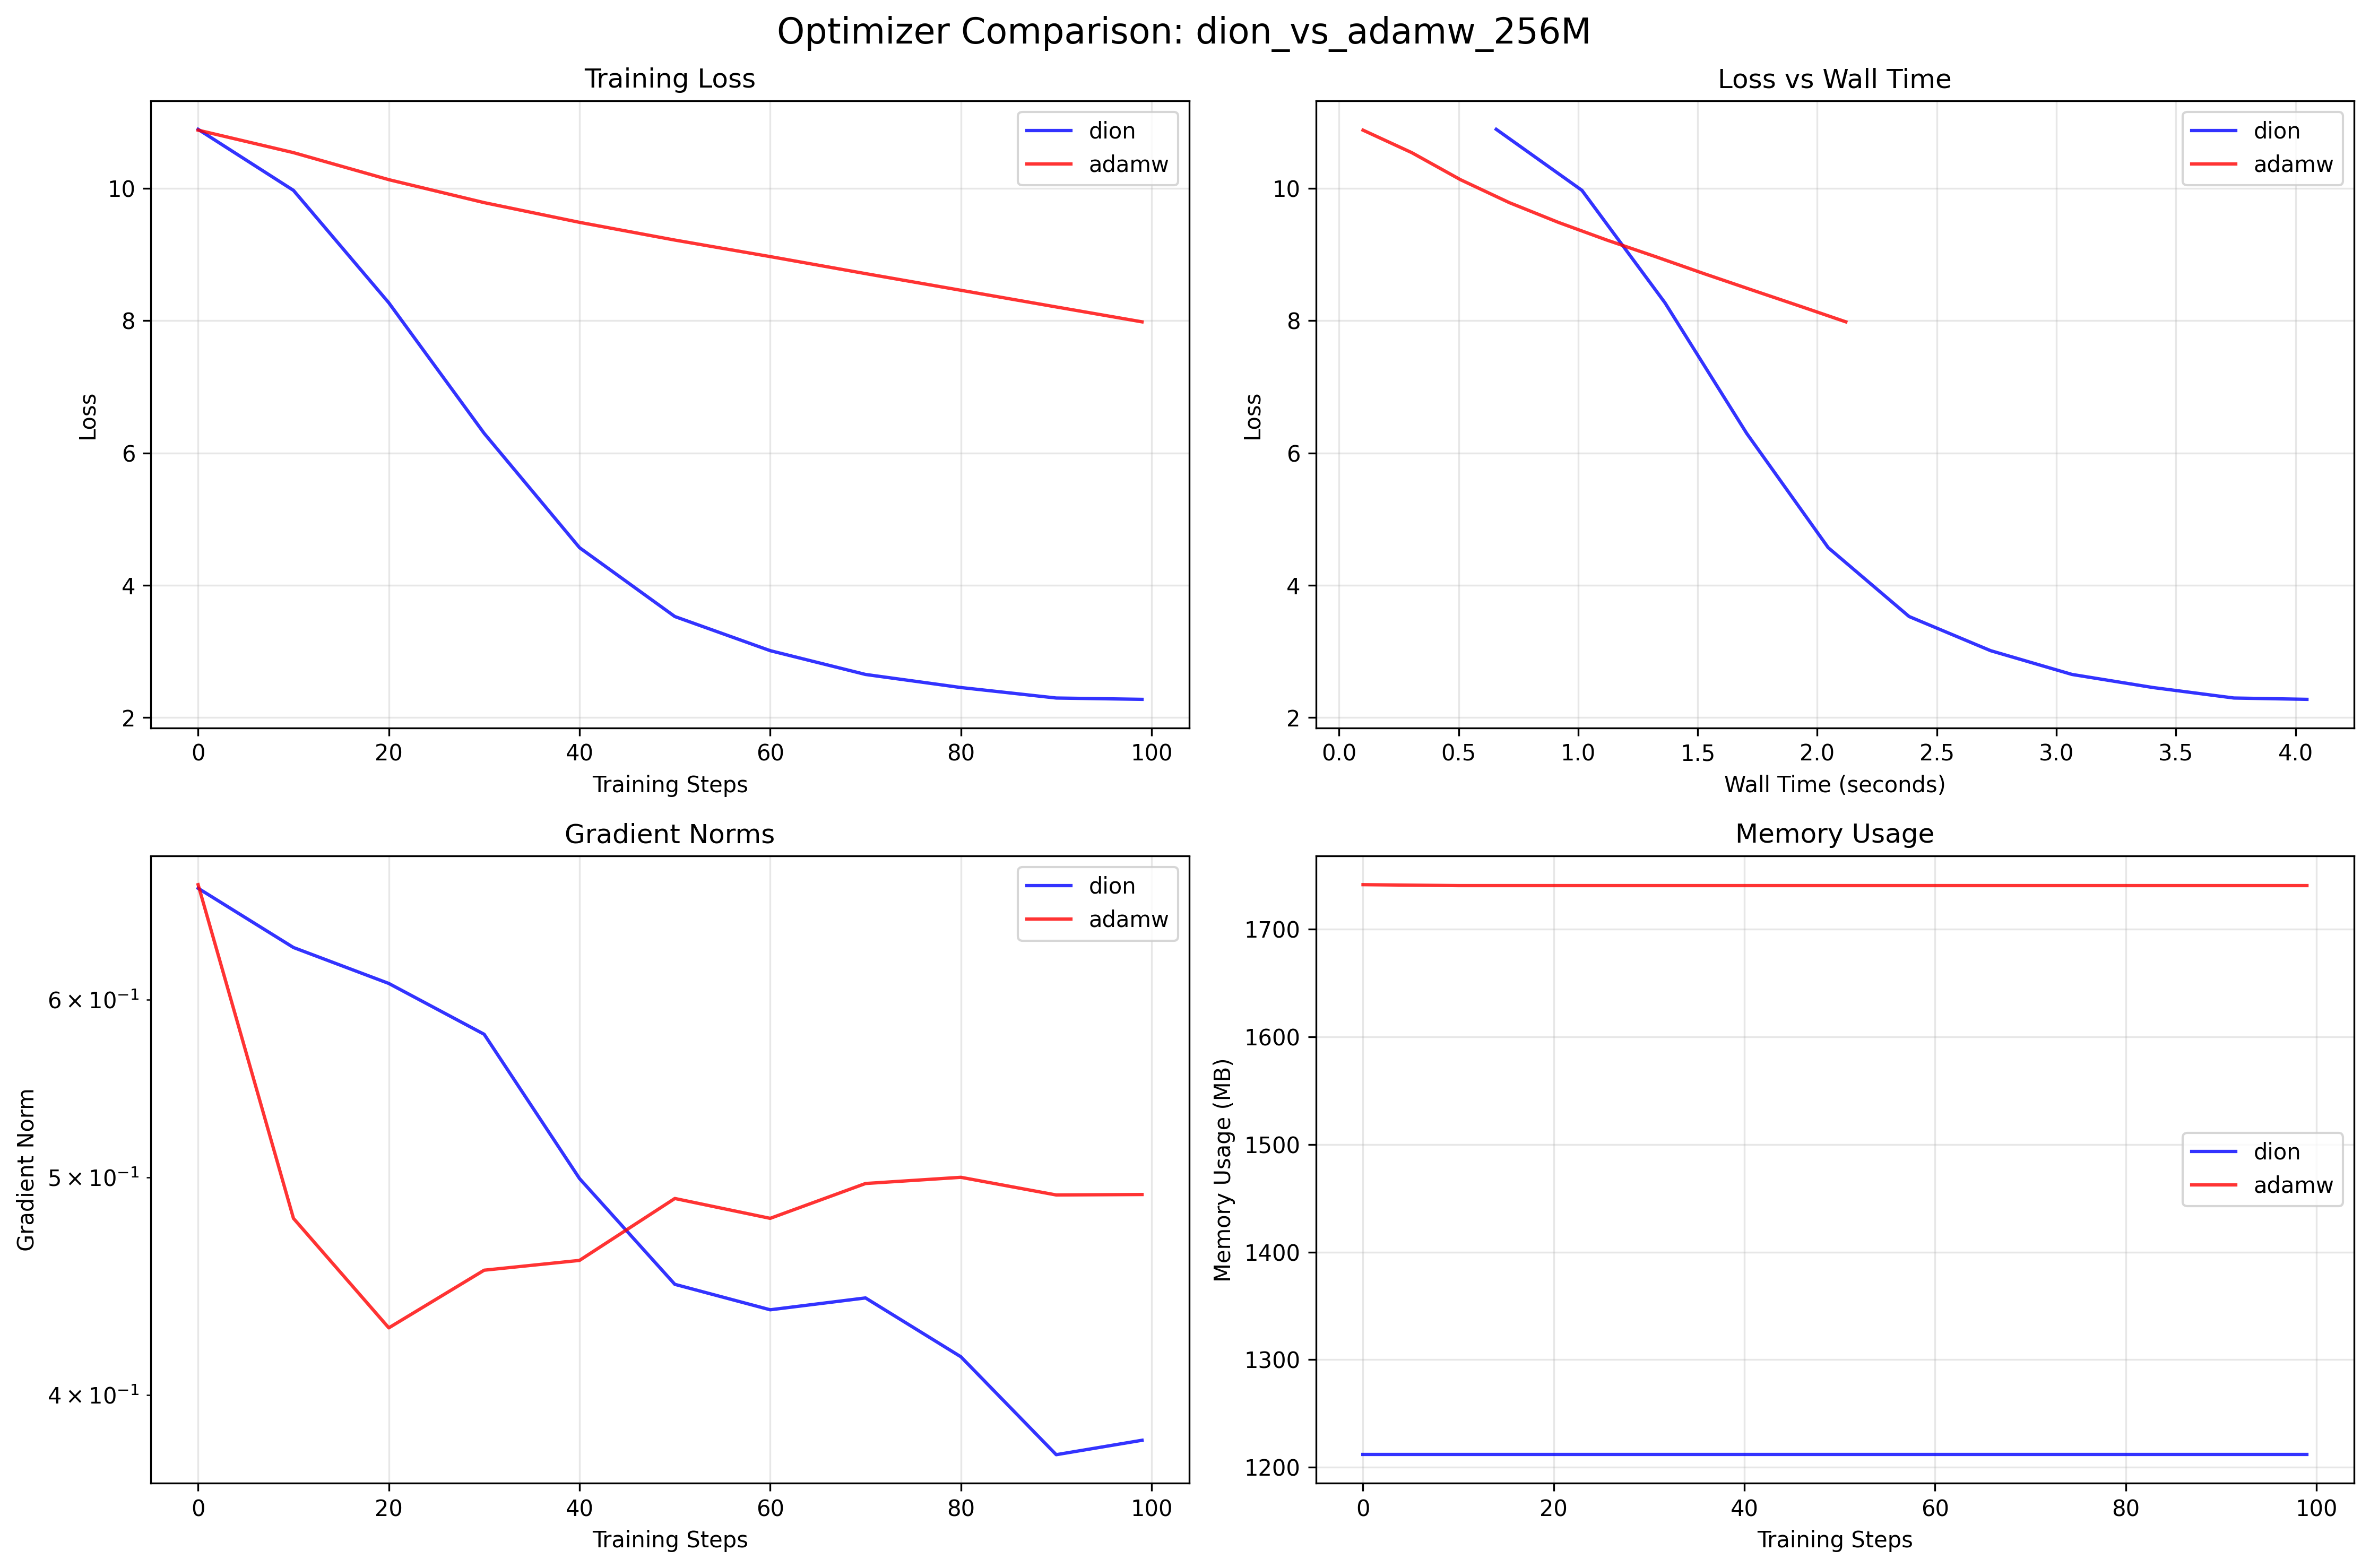 Optimizer Comparison: dion_vs_adamw_256M
Training Loss
dion
adamw
10
8
6
4
2
Loss
0 20 40 60 80 100
Training Steps
Loss vs Wall Time
dion
adamw
10
8
6
4
2
Loss
0.0 0.5 1.0 1.5 2.0 2.5 3.0 3.5 4.0
Wall Time (seconds)
Gradient Norms
dion
adamw
6 × 10⁻¹
5 × 10⁻¹
4 × 10⁻¹
Gradient Norm
0 20 40 60 80 100
Training Steps
Memory Usage
1700
1600
1500
1400
1300
1200
Memory Usage (MB)
dion
adamw
0 20 40 60 80 100
Training Steps